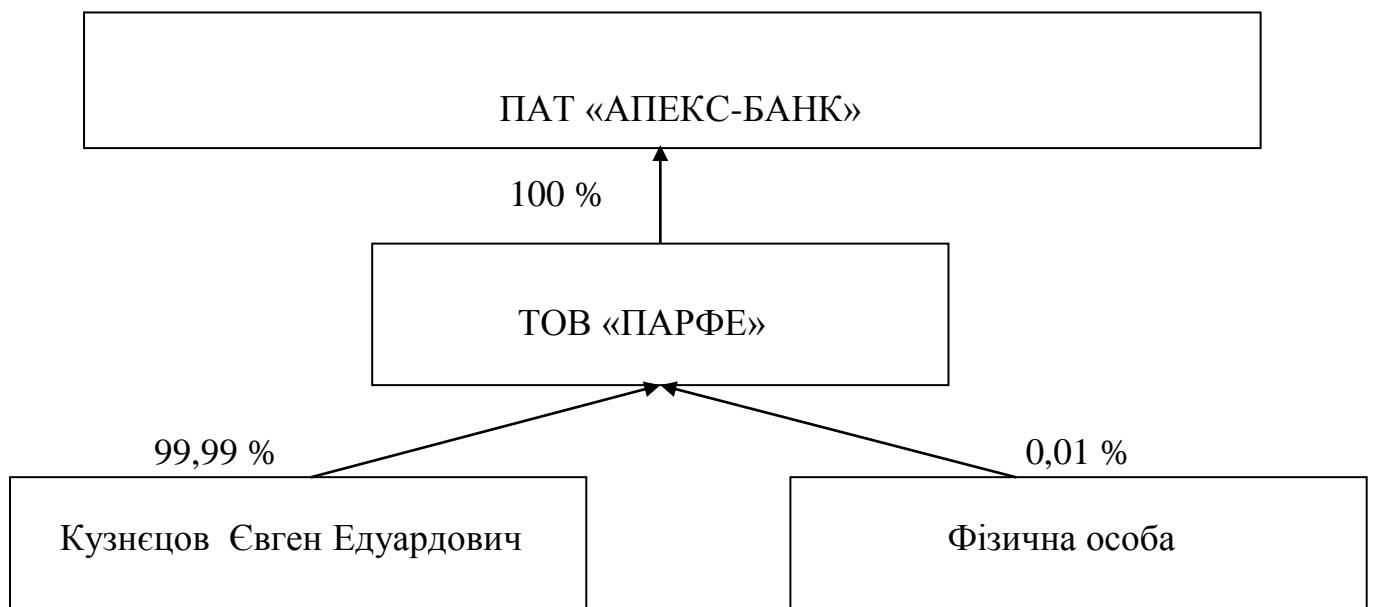 ПАТ «АПЕКС-БАНК»
100 %
ТОВ «ПАРФЕ»
99,99 %
0,01 %
Кузнєцов Євген Едуардович
Фізична особа